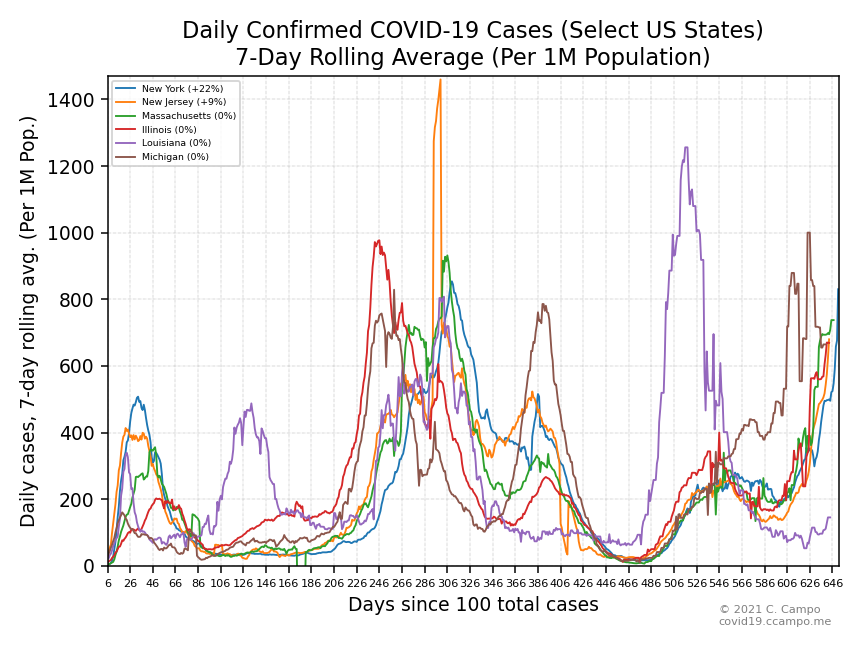 Daily Confirmed COVID-19 Cases (Select US States)
7-Day Rolling Average (Per 1M Population)
Daily cases, 7-day rolling avg. (Per 1M Pop.)
1400
1200
1000
800
600
400
200
0
New York (+22%)
New Jersey (+9%)
Massachusetts (0%)
Illinois (0%)
Louisiana (0%)
Michigan (0%)
6 26 46 66 86 106 126 146 166 186 206 226 246 266 286 306 326 346 366 386 406 426 446 466 486 506 526 546 566 586 606 626 646
Days since 100 total cases
© 2021 C. Campo
covid19.ccampo.me